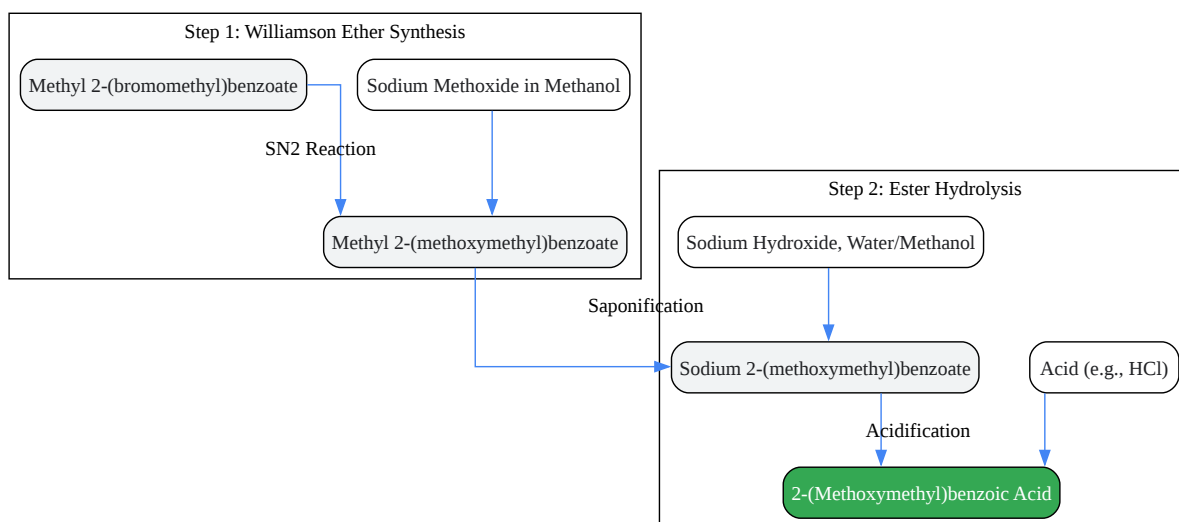 Step 1: Williamson Ether Synthesis
Methyl 2-(bromomethyl)benzoate
Sodium Methoxide in Methanol
SN2 Reaction
Methyl 2-(methoxymethyl)benzoate
Step 2: Ester Hydrolysis
Sodium Hydroxide, Water/Methanol
Saponification
Sodium 2-(methoxymethyl)benzoate
Acid (e.g., HCl)
Acidification
2-(Methoxymethyl)benzoic Acid